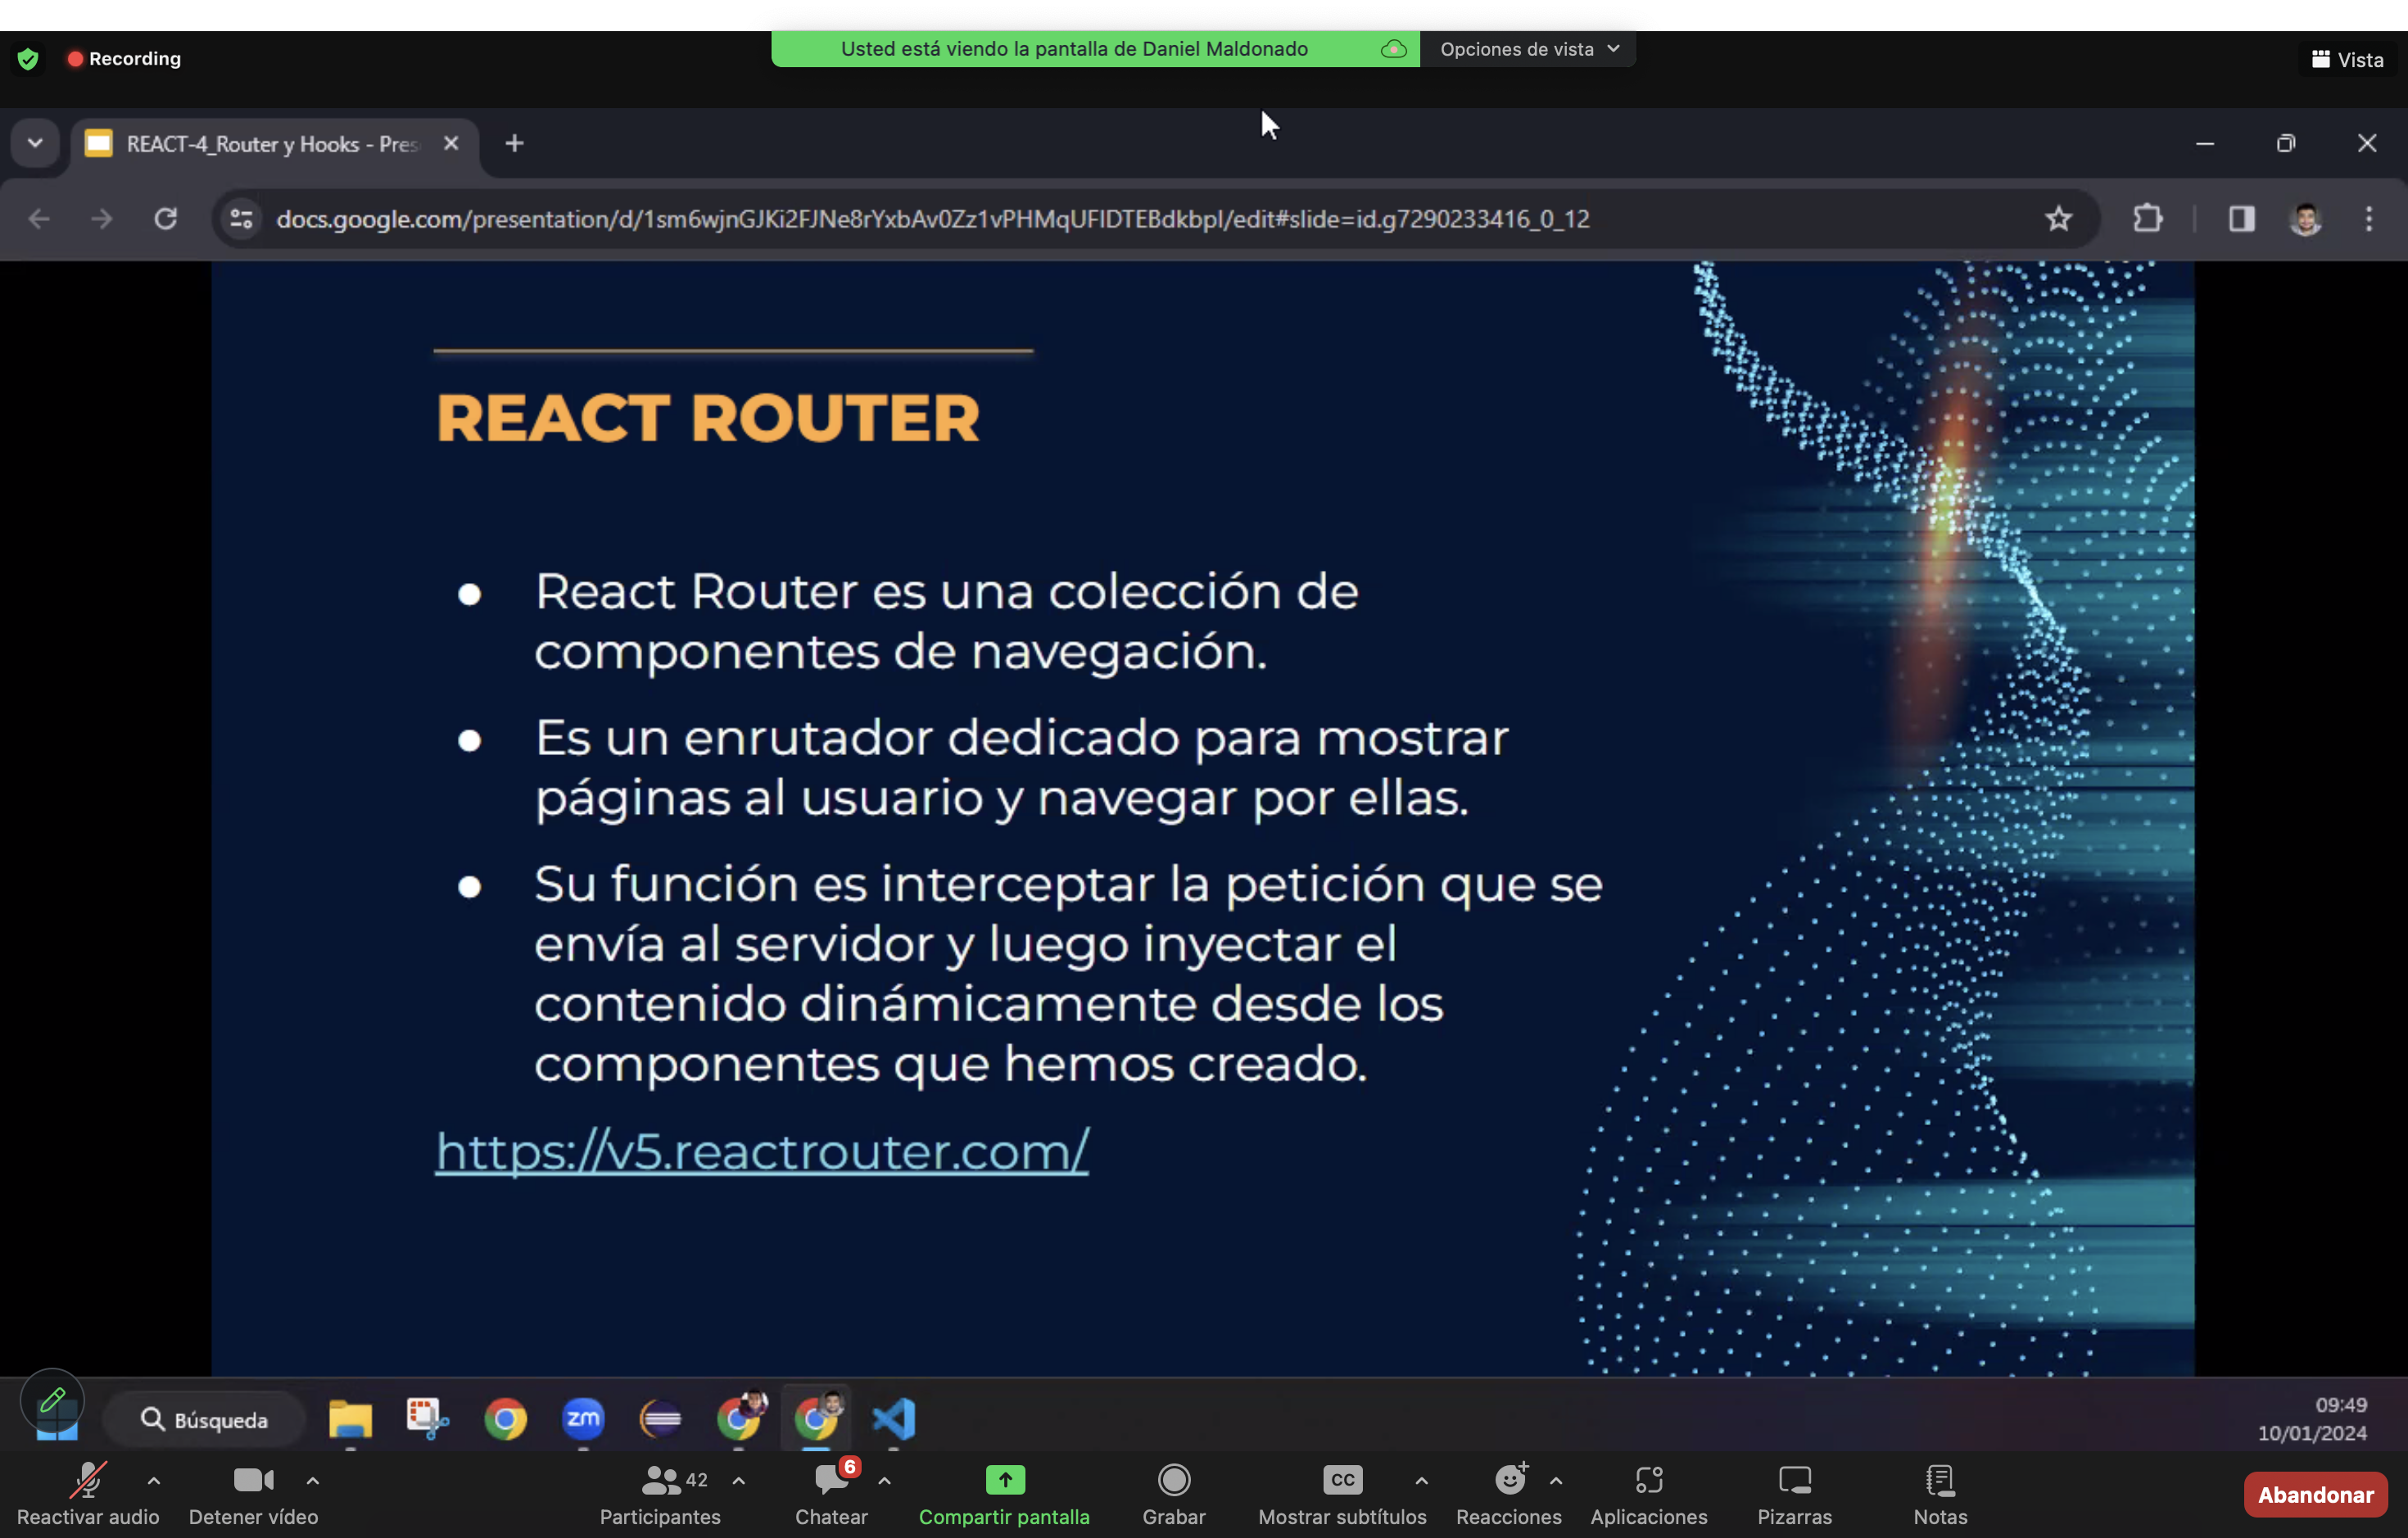 Recording
Usted está viendo la pantalla de Daniel Maldonado
Opciones de vista
Vista
REACT-4_Router y Hooks - Pres
docs.google.com/presentation/d/1sm6wjnGJKi2FJNe8rYxbAv0Zz1vPHMqUFIDTEBdkbpI/edit#slide=id.g7290233416_0_12
REACT ROUTER
● React Router es una colección de
componentes de navegación.
● Es un enrutador dedicado para mostrar
páginas al usuario y navegar por ellas.
● Su función es interceptar la petición que se
envía al servidor y luego inyectar el
contenido dinámicamente desde los
componentes que hemos creado.
https://v5.reactrouter.com/
Búsqueda
zm
09:49
10/01/2024
Reactivar audio
Detener vídeo
42
Participantes
6
Chatear
Compartir pantalla
Grabar
CC
Mostrar subtítulos
Reacciones
Aplicaciones
Pizarras
Notas
Abandonar